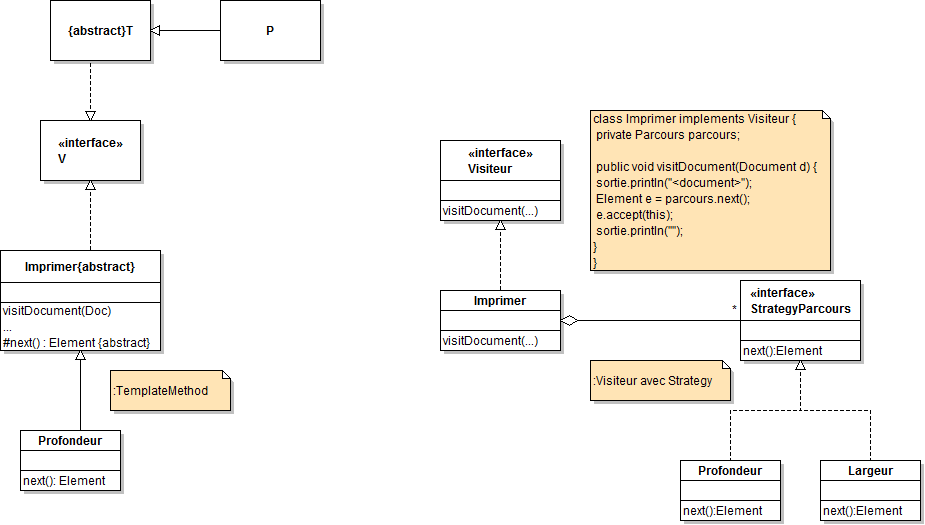 {abstract}T
P
«interface»
V
Imprimer{abstract}
visitDocument(Doc)
...
#next() : Element {abstract}
:TemplateMethod
Profondeur
next(): Element
«interface»
Visiteur
visitDocument(...)
class Imprimer implements Visiteur {
private Parcours parcours;
public void visitDocument(Document d) {
sortie.println("<document>");
Element e = parcours.next();
e.accept(this);
sortie.println("");
}
}
Imprimer
visitDocument(...)
*
«interface»
StrategyParcours
next():Element
:Visiteur avec Strategy
Profondeur
next():Element
Largeur
next():Element